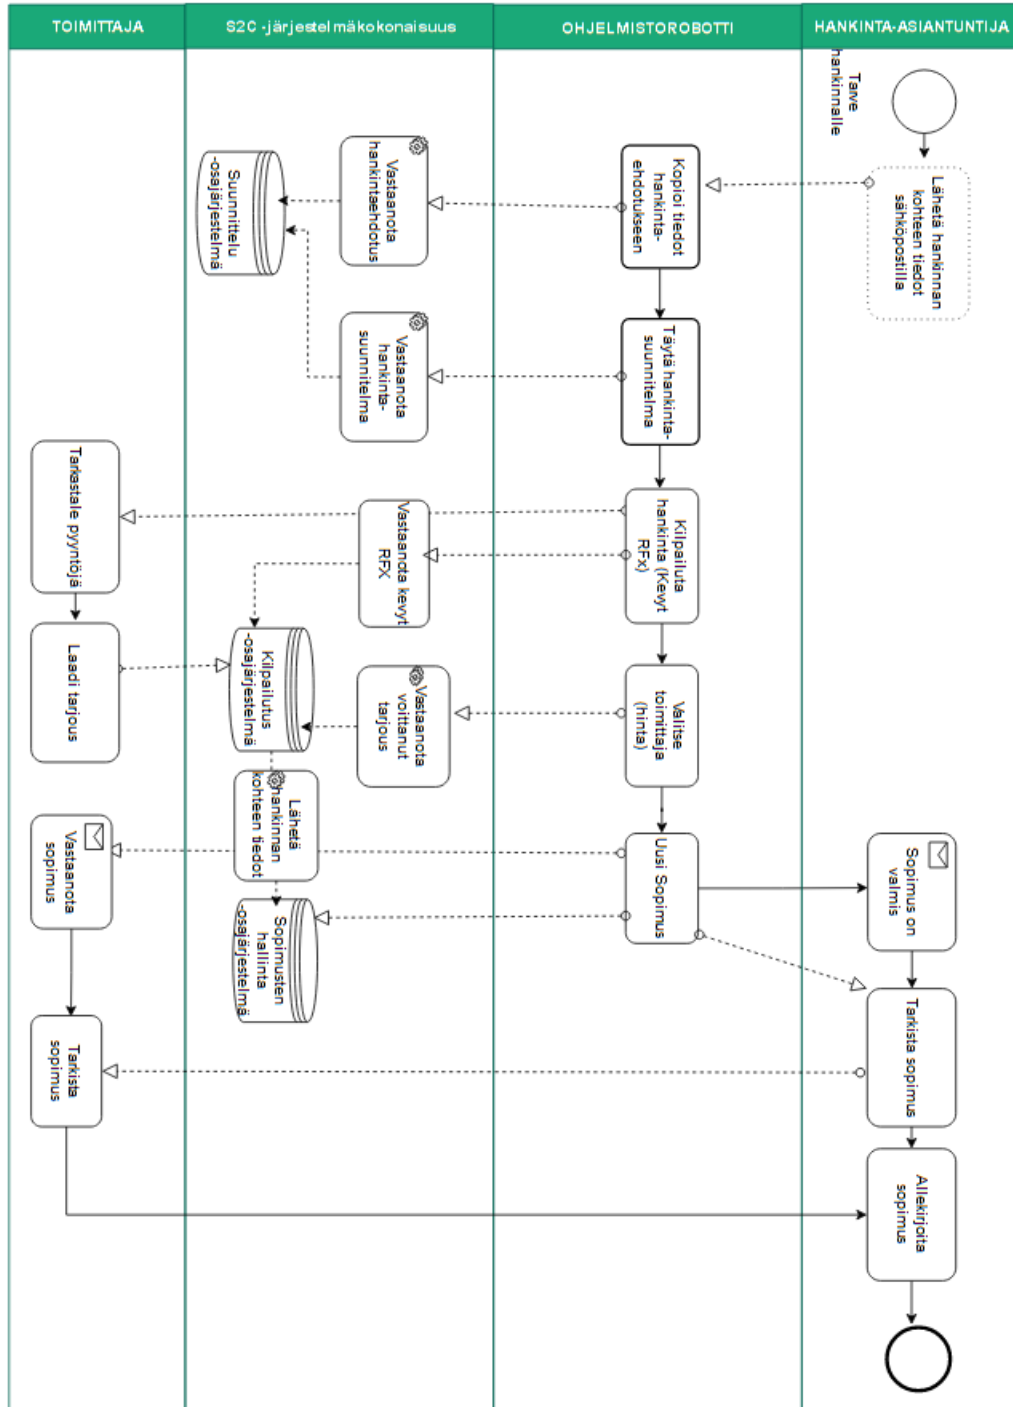 TOIMITTAJA
S2C -järjestelmäkokonaisuus
OHJELMISTOROBOTTI
HANKINTA-ASIANTUNTIJA
Tarve
hankinnalle
Lähetä hankinnan
kohteen tiedot
sähköpostilla
Kopioi tiedot
hankinta-
ehdotukseen
Vastaanota
hankintaehdotus
Suunnittelu
-osajärjestelmä
Täytä hankinta-
suunnitelma
Vastaanota
hankinta-
suunnitelma
Kilpailuta
hankinta (Kevyt
RFx)
Vastaanota kevyt
RFX
Tarkastale pyyntöjä
Laadi tarjous
Kilpailutus
-osajärjestelmä
Valitse
toimittaja
(hinta)
Vastaanota
voittanut
tarjous
Lähetä
hankinnan
kohteen tiedot
Uusi Sopimus
Sopimusten
hallinta
-osajärjestelmä
Vastaanota
sopimus
Sopimus on
valmis
Tarkista sopimus
Tarkista
sopimus
Allekirjoita
sopimus